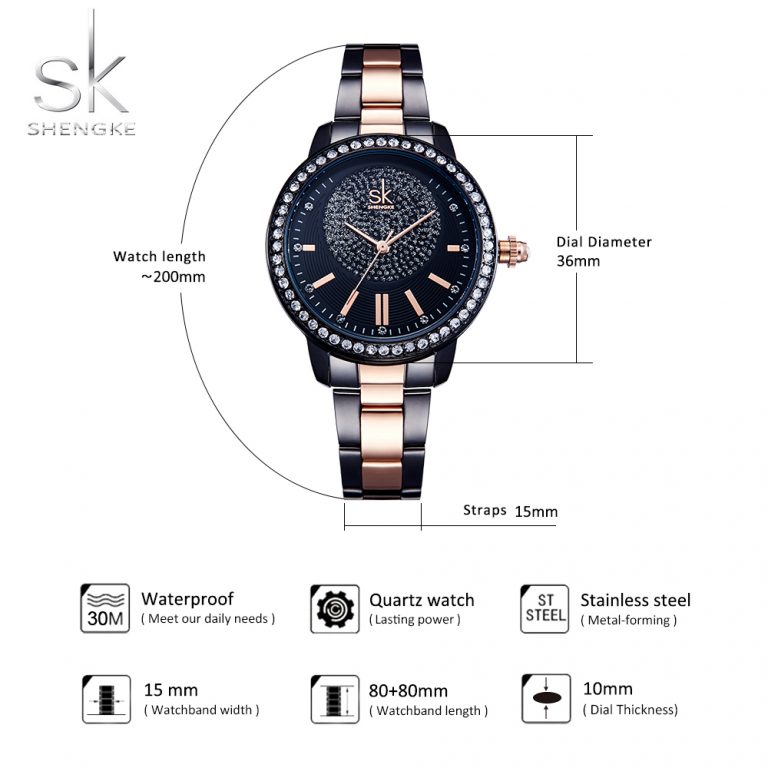 sk
SHENGKE
sk
SHENGKE
Watch length
~200mm
Dial Diameter
36mm
Straps 15mm
30M
Waterproof
( Meet our daily needs )
Quartz watch
( Lasting power )
ST
STEEL
Stainless steel
( Metal-forming )
15 mm
( Watchband width )
80+80mm
( Watchband length )
10mm
( Dial Thickness)